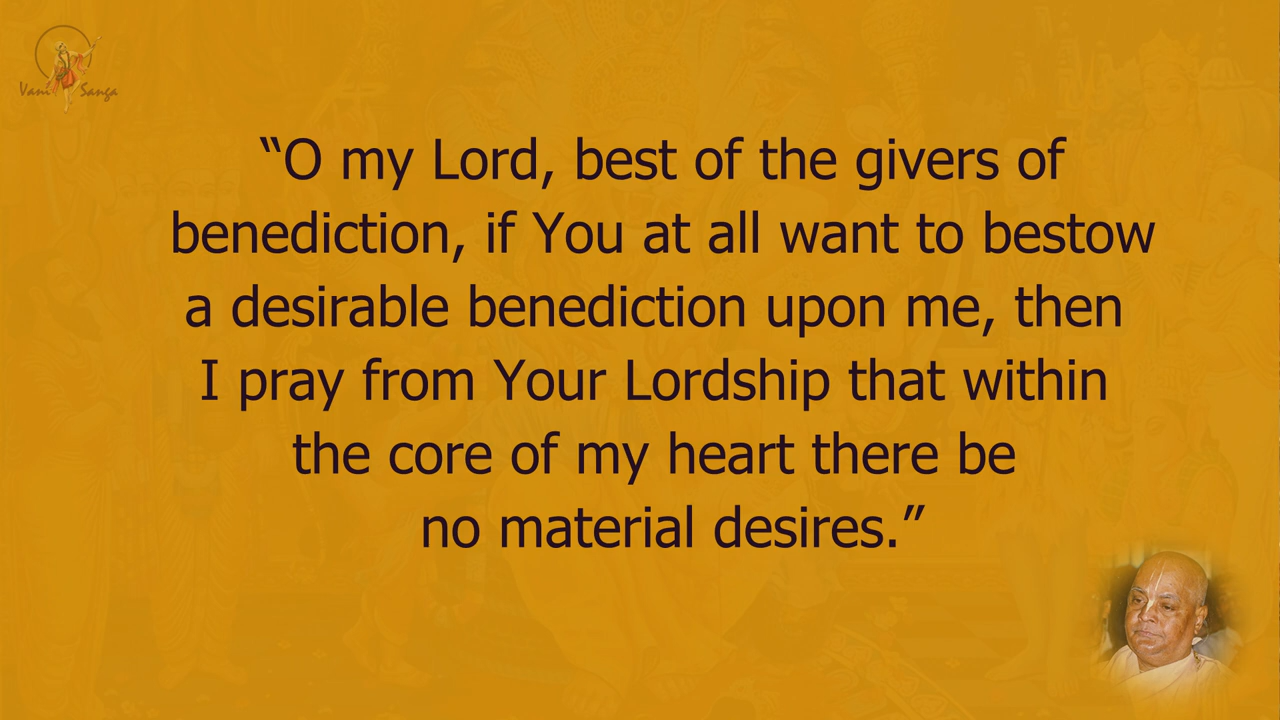 Vani Sanga
“O my Lord, best of the givers of
benediction, if You at all want to bestow
a desirable benediction upon me, then
I pray from Your Lordship that within
the core of my heart there be
no material desires.”